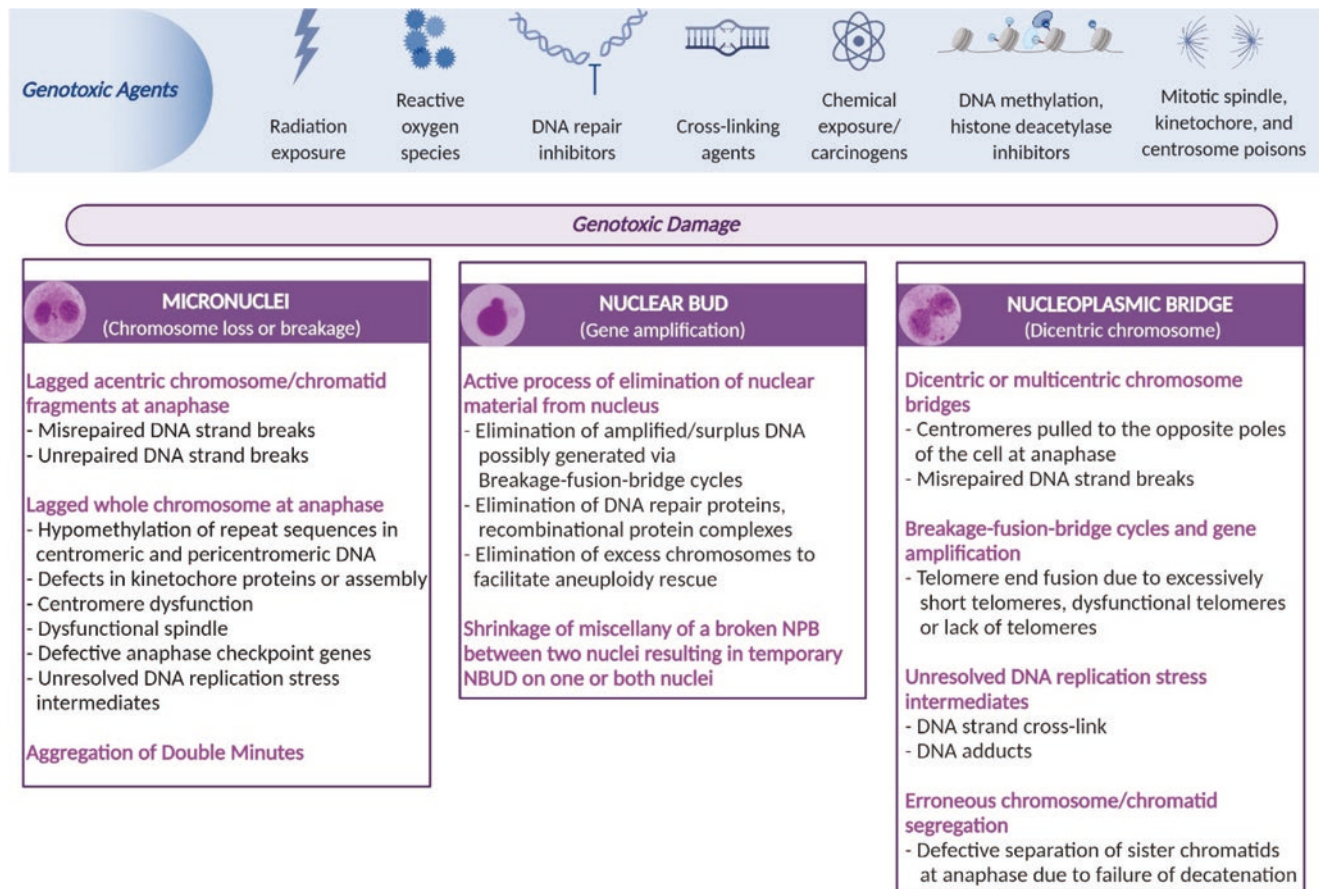 Genotoxic Agents
Radiation
exposure
Reactive
oxygen
species
DNA repair
inhibitors
Cross-linking
agents
Chemical
exposure/
carcinogens
DNA methylation,
histone deacetylase
inhibitors
Mitotic spindle,
kinetochore, and
centrosome poisons
Genotoxic Damage
MICRONUCLEI
(Chromosome loss or breakage)
Lagged acentric chromosome/chromatid
fragments at anaphase
- Misrepaired DNA strand breaks
- Unrepaired DNA strand breaks
Lagged whole chromosome at anaphase
- Hypomethylation of repeat sequences in
centromeric and pericentromeric DNA
- Defects in kinetochore proteins or assembly
- Centromere dysfunction
- Dysfunctional spindle
- Defective anaphase checkpoint genes
- Unresolved DNA replication stress
intermediates
Aggregation of Double Minutes
NUCLEAR BUD
(Gene amplification)
Active process of elimination of nuclear
material from nucleus
- Elimination of amplified/surplus DNA
possibly generated via
Breakage-fusion-bridge cycles
- Elimination of DNA repair proteins,
recombinational protein complexes
- Elimination of excess chromosomes to
facilitate aneuploidy rescue
Shrinkage of miscellany of a broken NPB
between two nuclei resulting in temporary
NBUD on one or both nuclei
NUCLEOPLASMIC BRIDGE
(Dicentric chromosome)
Dicentric or multicentric chromosome
bridges
- Centromeres pulled to the opposite poles
of the cell at anaphase
- Misrepaired DNA strand breaks
Breakage-fusion-bridge cycles and gene
amplification
- Telomere end fusion due to excessively
short telomeres, dysfunctional telomeres
or lack of telomeres
Unresolved DNA replication stress
intermediates
- DNA strand cross-link
- DNA adducts
Erroneous chromosome/chromatid
segregation
- Defective separation of sister chromatids
at anaphase due to failure of decatenation